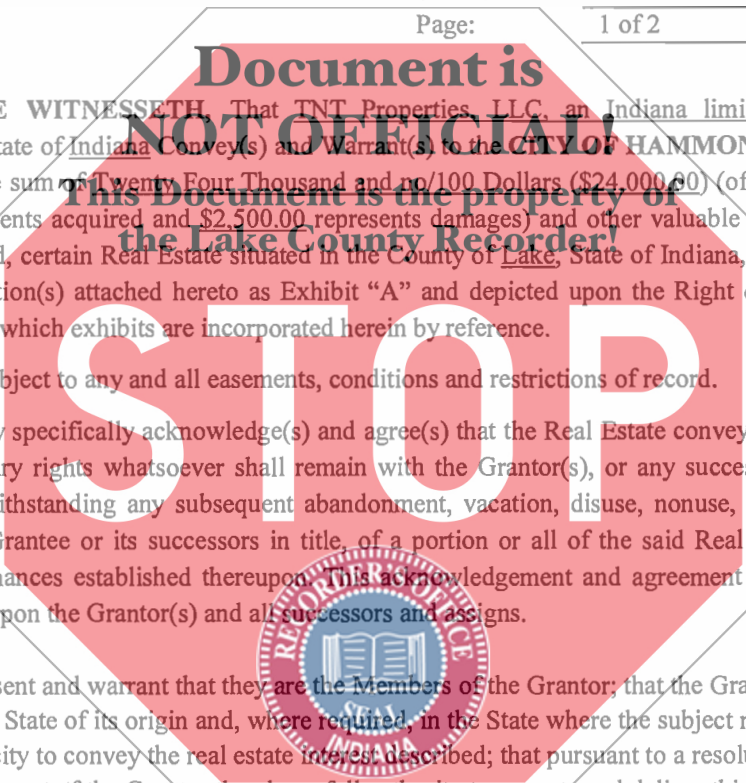 Page: 1 of 2
Document is
E WITNESSETH, That TNT Properties, LLC, an Indiana limi
NOT OFFICIAL!
tate of Indiana Convey(s) and Warrant(s) to the CITY OF HAMMON
This Document is the property of
e sum of Twenty Four Thousand and no/100 Dollars ($24,000.00) (of
ents acquired and $2,500.00 represents damages) and other valuable
the Lake County Recorder!
d, certain Real Estate situated in the County of Lake, State of Indiana,
tion(s) attached hereto as Exhibit “A” and depicted upon the Right
which exhibits are incorporated herein by reference.
STOP
bject to any and all easements, conditions and restrictions of record.
y specifically acknowledge(s) and agree(s) that the Real Estate convey
ary rights whatsoever shall remain with the Grantor(s), or any succes
ithstanding any subsequent abandonment, vacation, disuse, nonuse,
Grantee or its successors in title, of a portion or all of the said Real
nances established thereupon. This acknowledgement and agreement
pon the Grantor(s) and all successors and assigns.
RECORDER'S OFFICE
SEAL
INDIANA
sent and warrant that they are the Members of the Grantor; that the Gra
State of its origin and, where required, in the State where the subject
city to convey the real estate interest described; that pursuant to a resol